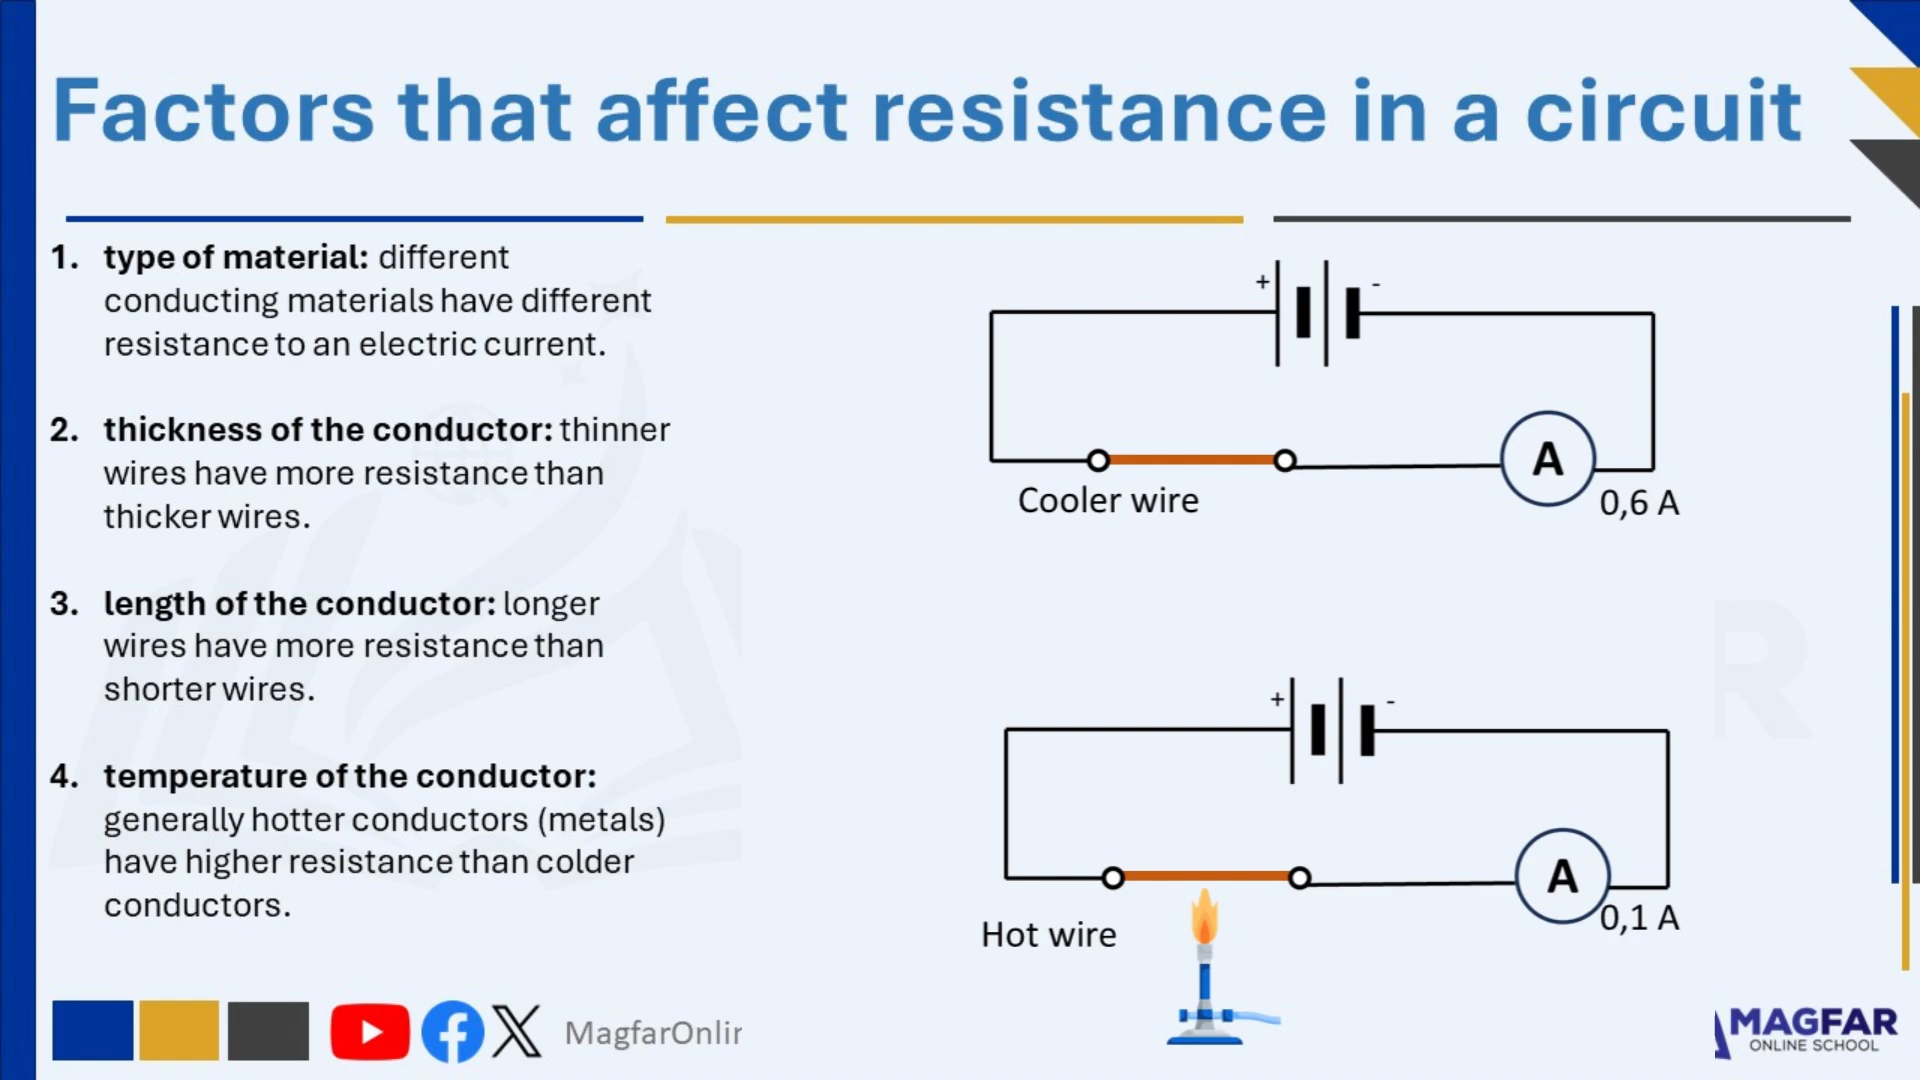 Factors that affect resistance in a circuit
1. type of material: different
conducting materials have different
resistance to an electric current.
2. thickness of the conductor: thinner
wires have more resistance than
thicker wires.
3. length of the conductor: longer
wires have more resistance than
shorter wires.
4. temperature of the conductor:
generally hotter conductors (metals)
have higher resistance than colder
conductors.
+ -
A
Cooler wire
0,6 A
+ -
A
Hot wire
0,1 A
R
MagfarOnlin
MAGFAR
ONLINE SCHOOL